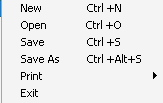 New Ctrl +N
Open Ctrl +O
Save Ctrl +S
Save As Ctrl +Alt+S
Print
Exit